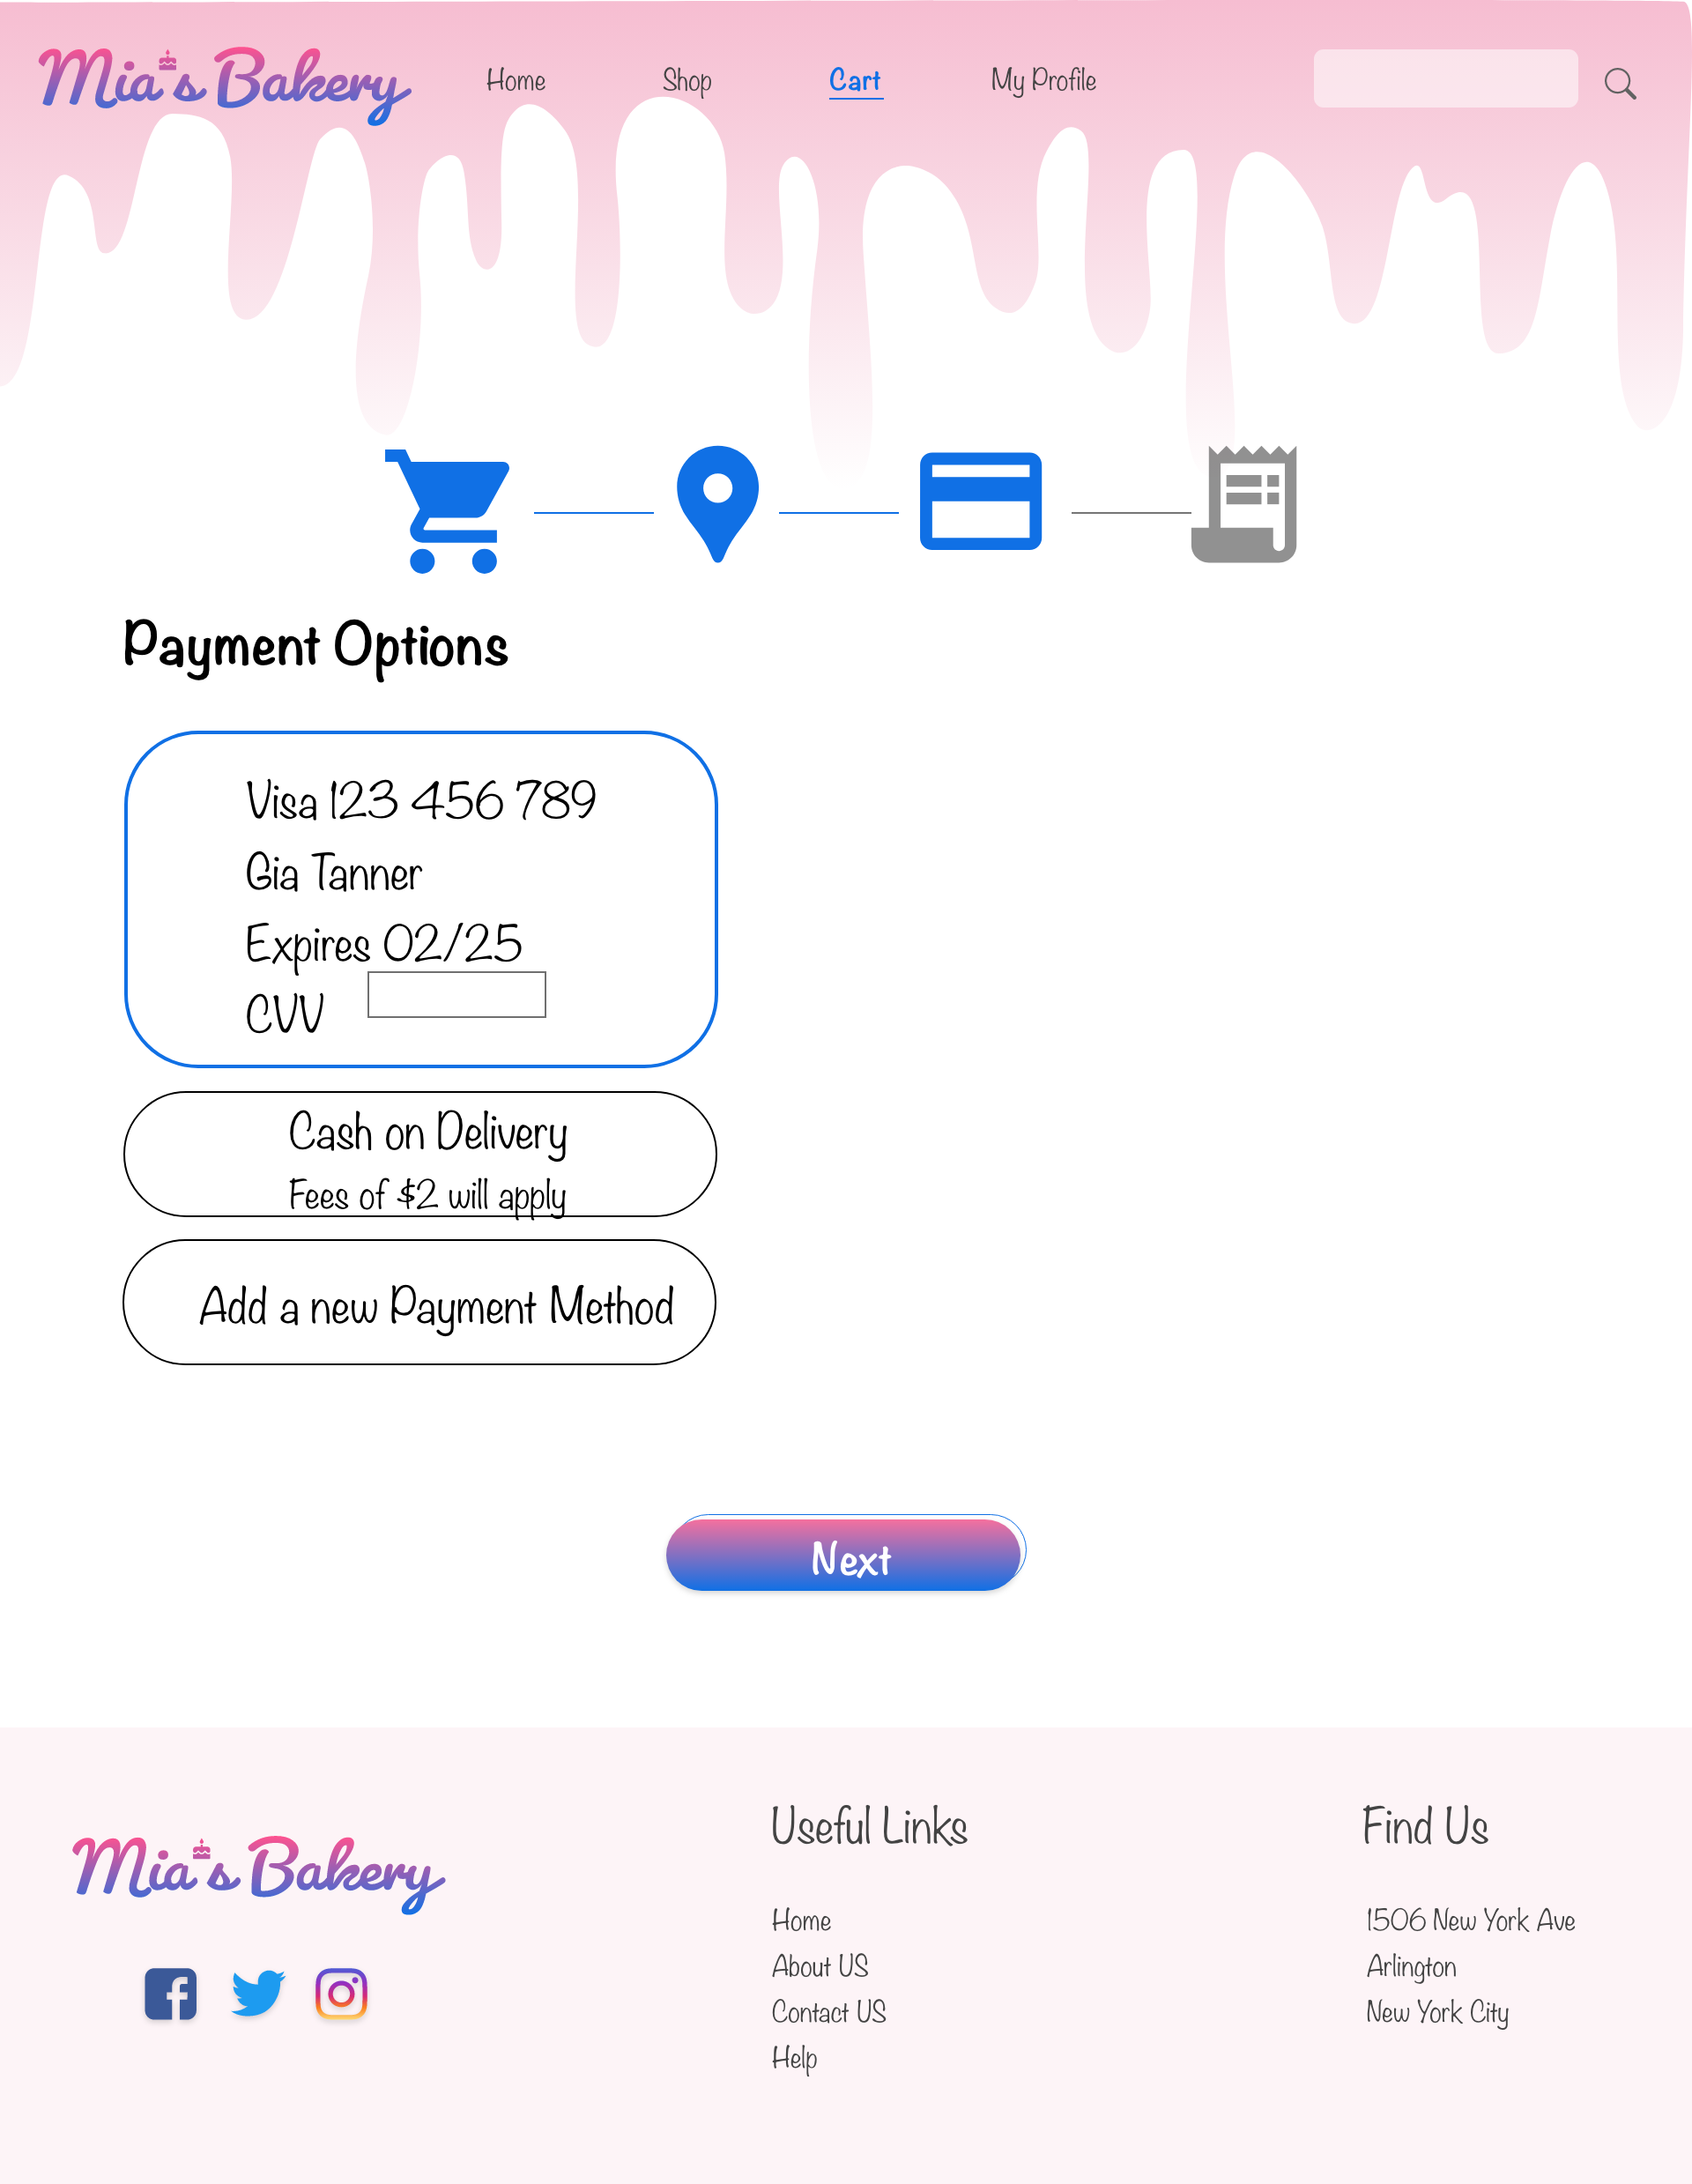 Mia's Bakery
Home
Shop
Cart
My Profile
Payment Options
Visa 123 456 789
Gia Tanner
Expires 02/25
CVV
Cash on Delivery
Fees of $2 will apply
Add a new Payment Method
Next
Mia's Bakery
Useful Links
Home
About US
Contact US
Help
Find Us
1506 New York Ave
Arlington
New York City